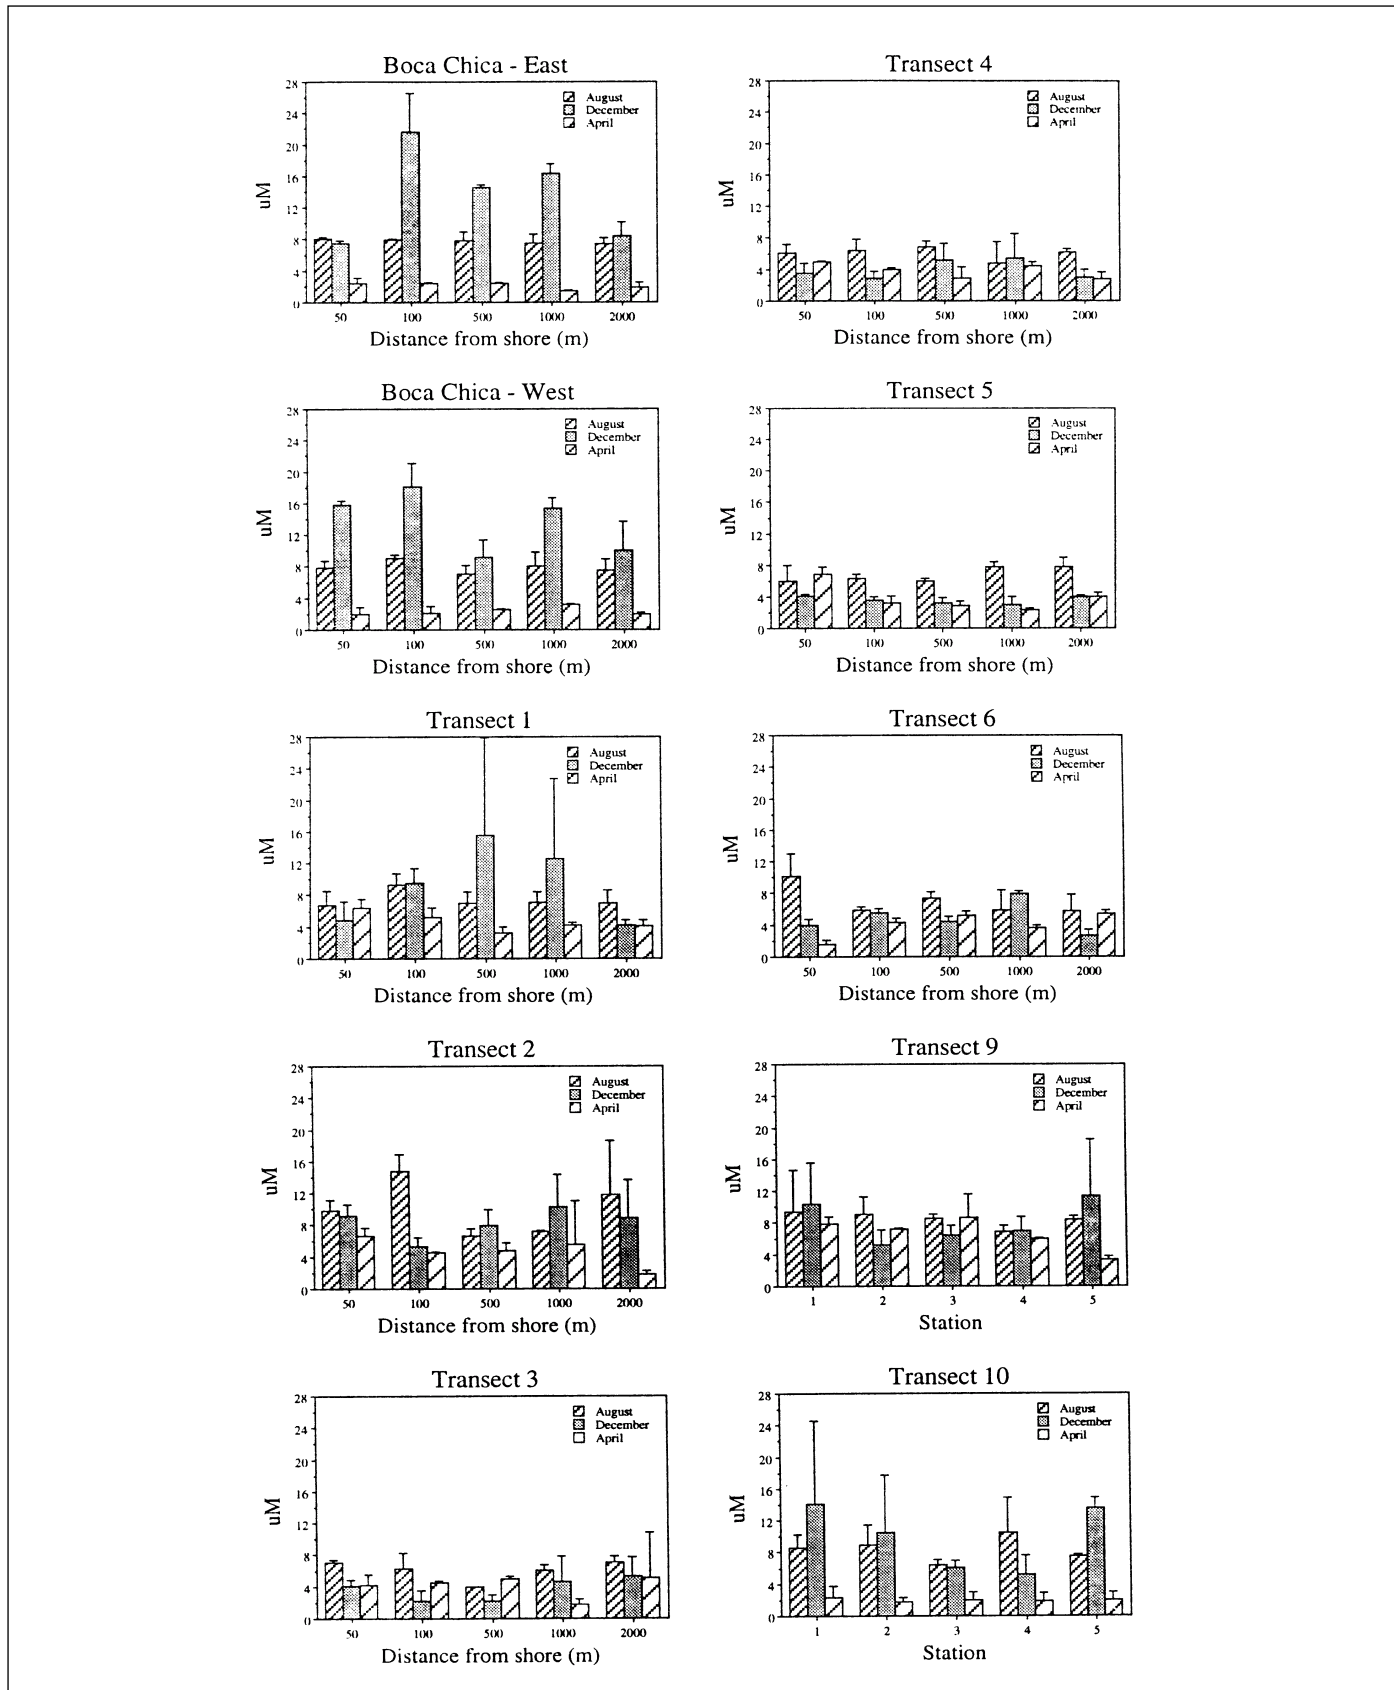 Boca Chica - East
28
24
20
16
12
8
4
0
uM
August
December
April
50 100 500 1000 2000
Distance from shore (m)
Boca Chica - West
28
24
20
16
12
8
4
0
uM
August
December
April
50 100 500 1000 2000
Distance from shore (m)
Transect 1
28
24
20
16
12
8
4
0
uM
August
December
April
50 100 500 1000 2000
Distance from shore (m)
Transect 2
28
24
20
16
12
8
4
0
uM
August
December
April
50 100 500 1000 2000
Distance from shore (m)
Transect 3
28
24
20
16
12
8
4
0
uM
August
December
April
50 100 500 1000 2000
Distance from shore (m)
Transect 4
28
24
20
16
12
8
4
0
uM
August
December
April
50 100 500 1000 2000
Distance from shore (m)
Transect 5
28
24
20
16
12
8
4
0
uM
August
December
April
50 100 500 1000 2000
Distance from shore (m)
Transect 6
28
24
20
16
12
8
4
0
uM
August
December
April
50 100 500 1000 2000
Distance from shore (m)
Transect 9
28
24
20
16
12
8
4
0
uM
August
December
April
1 2 3 4 5
Station
Transect 10
28
24
20
16
12
8
4
0
uM
August
December
April
1 2 3 4 5
Station